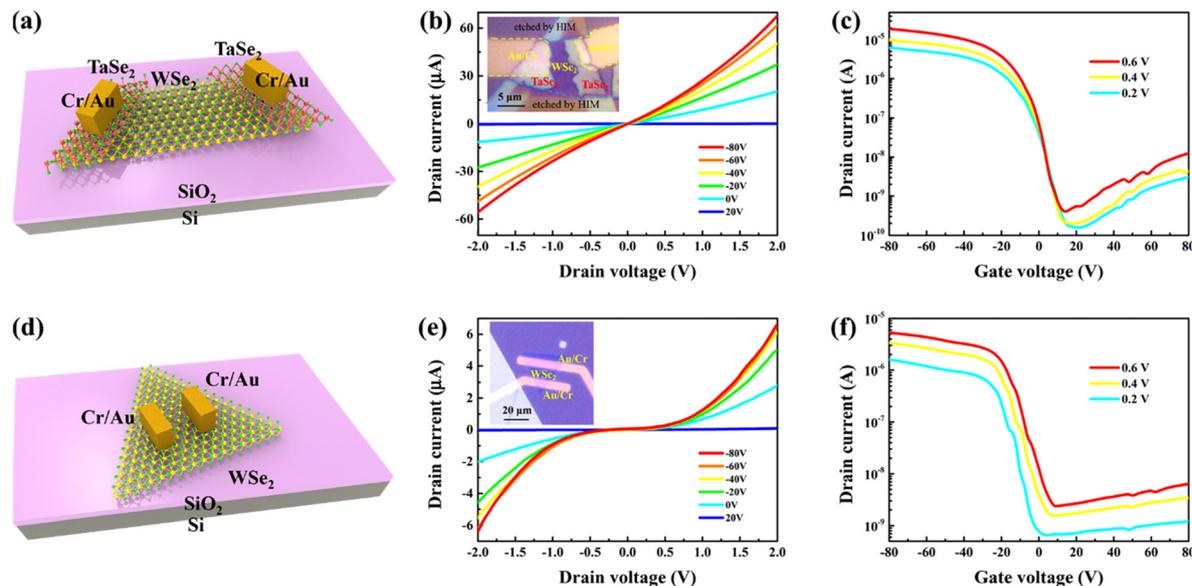 (a)
TaSe2
TaSe2
WSe2
Cr/Au
Cr/Au
SiO2
Si
(b)
Drain current (μA)
60
30
0
-30
-60
etched by HIM
Au/Cr
WSe2
TaSe2
TaSe2
5 μm
etched by HIM
-80V
-60V
-40V
-20V
0V
20V
-2.0 -1.5 -1.0 -0.5 0.0 0.5 1.0 1.5 2.0
Drain voltage (V)
(c)
Drain current (A)
10-5
10-6
10-7
10-8
10-9
10-10
0.6 V
0.4 V
0.2 V
-80 -60 -40 -20 0 20 40 60 80
Gate voltage (V)
(d)
Cr/Au
Cr/Au
WSe2
SiO2
Si
(e)
Drain current (μA)
6
4
2
0
-2
-4
-6
Au/Cr
WSe2
Au/Cr
20 μm
-80V
-60V
-40V
-20V
0V
20V
-2.0 -1.5 -1.0 -0.5 0.0 0.5 1.0 1.5 2.0
Drain voltage (V)
(f)
Drain current (A)
10-5
10-6
10-7
10-8
10-9
0.6 V
0.4 V
0.2 V
-80 -60 -40 -20 0 20 40 60 80
Gate voltage (V)